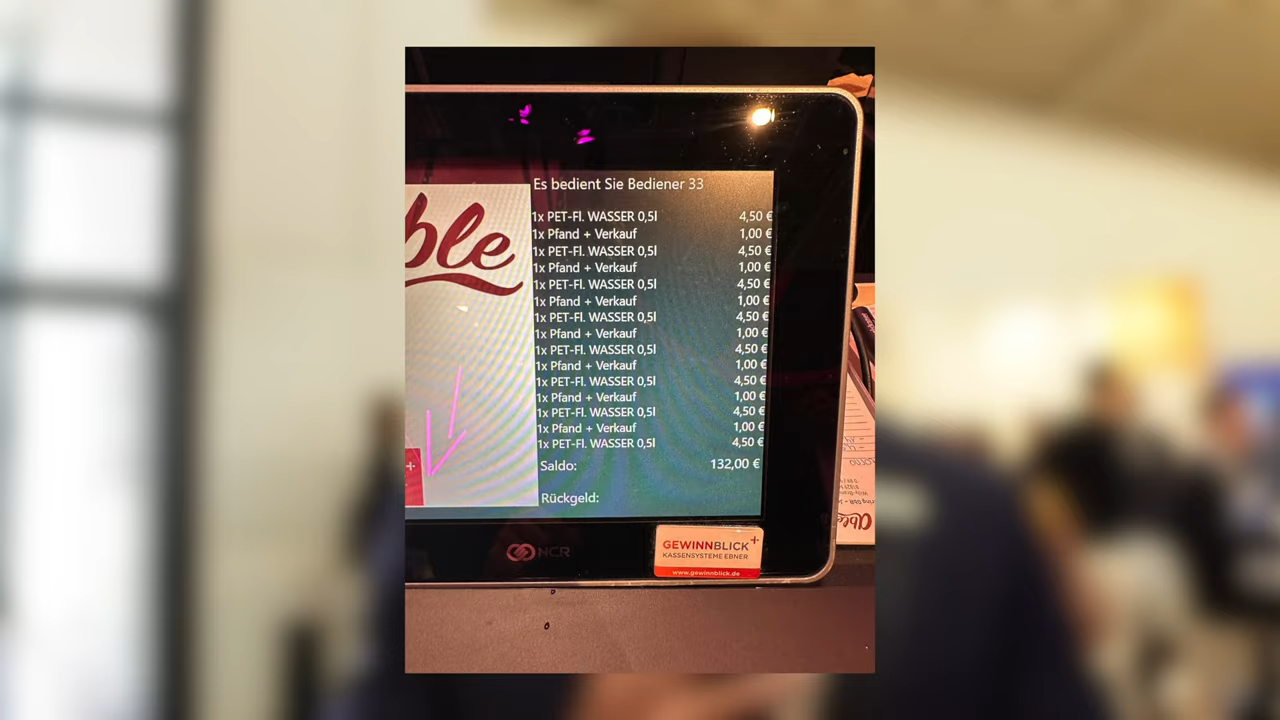 ble
Es bedient Sie Bediener 33
1x PET-Fl. WASSER 0,5l 4,50 €
1x Pfand + Verkauf 1,00 €
1x PET-Fl. WASSER 0,5l 4,50 €
1x Pfand + Verkauf 1,00 €
1x PET-Fl. WASSER 0,5l 4,50 €
1x Pfand + Verkauf 1,00 €
1x PET-Fl. WASSER 0,5l 4,50 €
1x Pfand + Verkauf 1,00 €
1x PET-Fl. WASSER 0,5l 4,50 €
1x Pfand + Verkauf 1,00 €
1x PET-Fl. WASSER 0,5l 4,50 €
1x Pfand + Verkauf 1,00 €
1x PET-Fl. WASSER 0,5l 4,50 €
1x Pfand + Verkauf 1,00 €
1x PET-Fl. WASSER 0,5l 4,50 €
Saldo: 132,00 €
Rückgeld:
+
NCR
GEWINNBLICK+
KASSENSYSTEME EBNER
www.gewinnblick.de
able